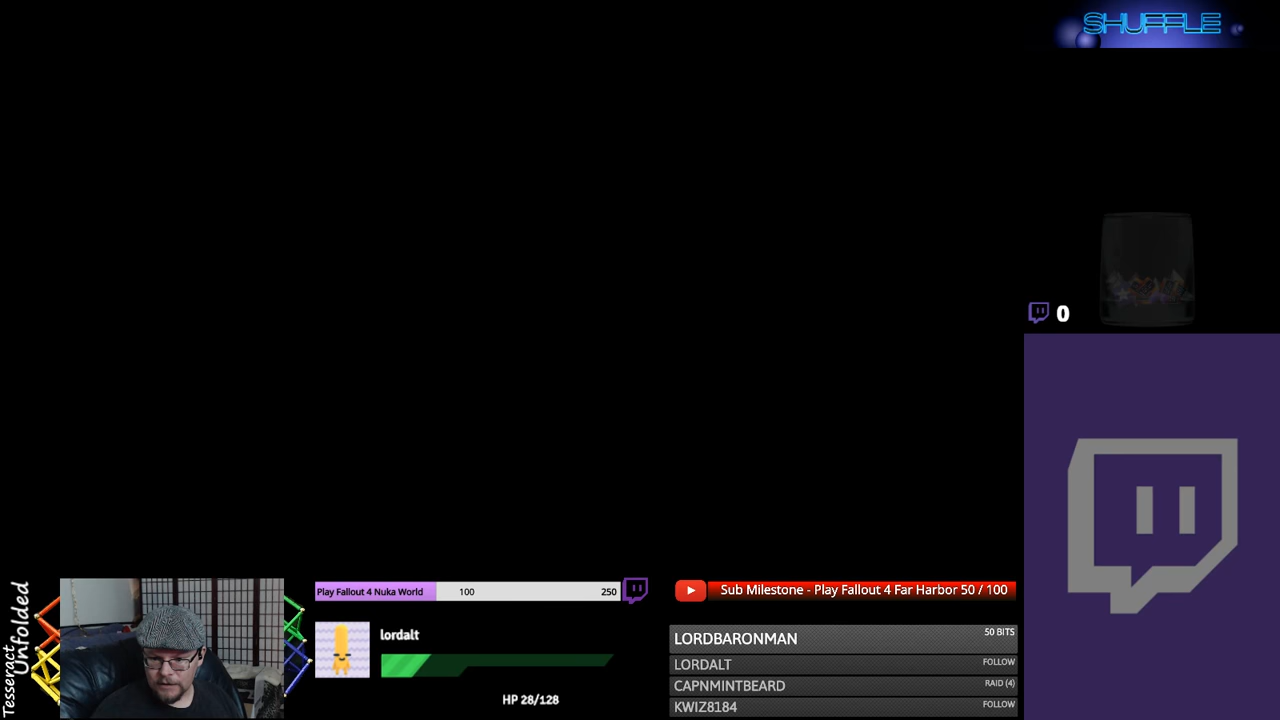 SHUFFLE
0
Tesseract
Unfolded
Play Fallout 4 Nuka World 100 250
lordalt
HP 28/128
Sub Milestone - Play Fallout 4 Far Harbor 50 / 100
LORDBARONMAN 50 BITS
LORDALT FOLLOW
CAPNMINTBEARD RAID (4)
KWIZ8184 FOLLOW